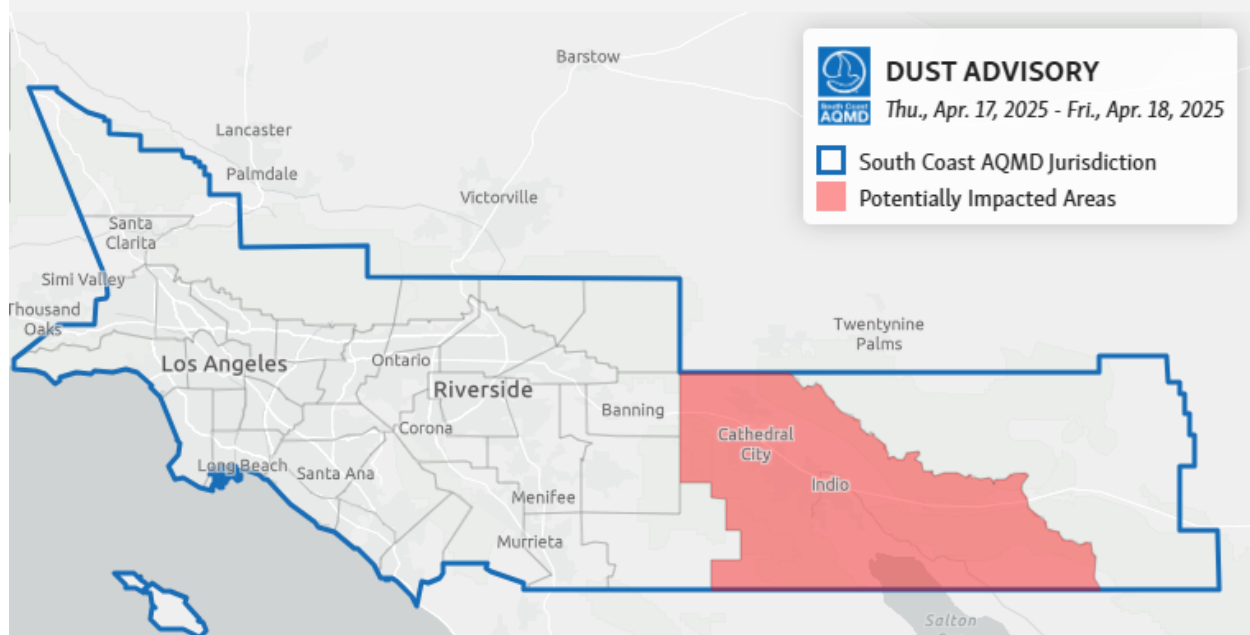 DUST ADVISORY
South Coast
AQMD
Thu., Apr. 17, 2025 - Fri., Apr. 18, 2025
South Coast AQMD Jurisdiction
Potentially Impacted Areas
Barstow
Lancaster
Palmdale
Victorville
Santa
Clarita
Simi Valley
Thousand
Oaks
Twentynine
Palms
Los Angeles
Ontario
Riverside
Banning
Corona
Cathedral
City
Long Beach
Santa Ana
Indio
Menifee
Murrieta
Salton